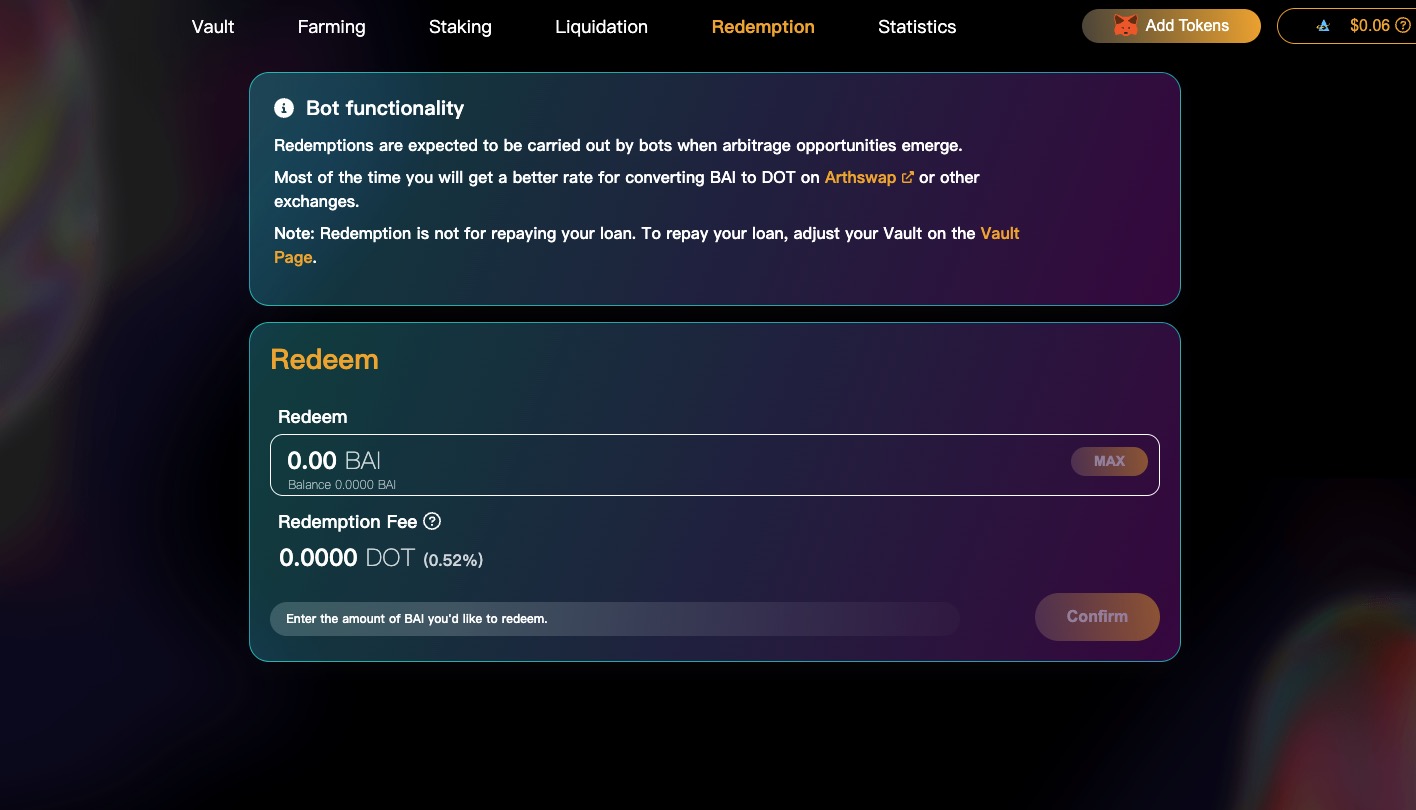 Vault Farming Staking Liquidation Redemption Statistics Add Tokens $0.06
Bot functionality
Redemptions are expected to be carried out by bots when arbitrage opportunities emerge.
Most of the time you will get a better rate for converting BAI to DOT on Arthswap or other
exchanges.
Note: Redemption is not for repaying your loan. To repay your loan, adjust your Vault on the Vault
Page.
Redeem
Redeem
0.00 BAI
MAX
Balance 0.0000 BAI
Redemption Fee
0.0000 DOT (0.52%)
Enter the amount of BAI you'd like to redeem.
Confirm